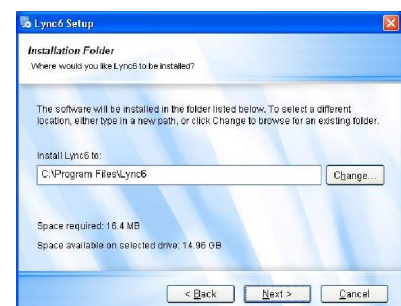 Lync6 Setup
Installation Folder
Where would you like Lync6 to be installed?
The software will be installed in the folder listed below. To select a different
location, either type in a new path, or click Change to browse for an existing folder.
Install Lync6 to:
C:\Program Files\Lync6
Change...
Space required: 16.4 MB
Space available on selected drive: 14.96 GB
< Back
Next >
Cancel